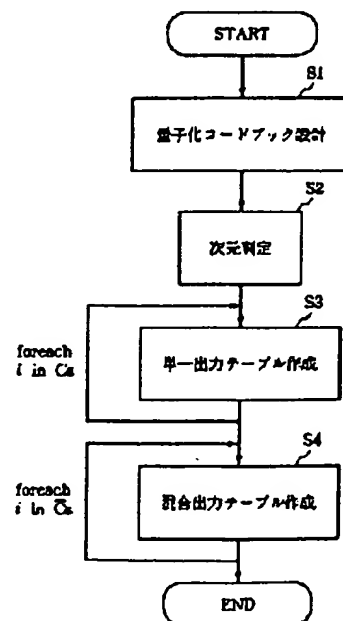 START
S1
量子化コードブック設計
S2
次元判定
S3
foreach
i in Cs
単一出力テーブル作成
S4
foreach
i in C̅s
混合出力テーブル作成
END